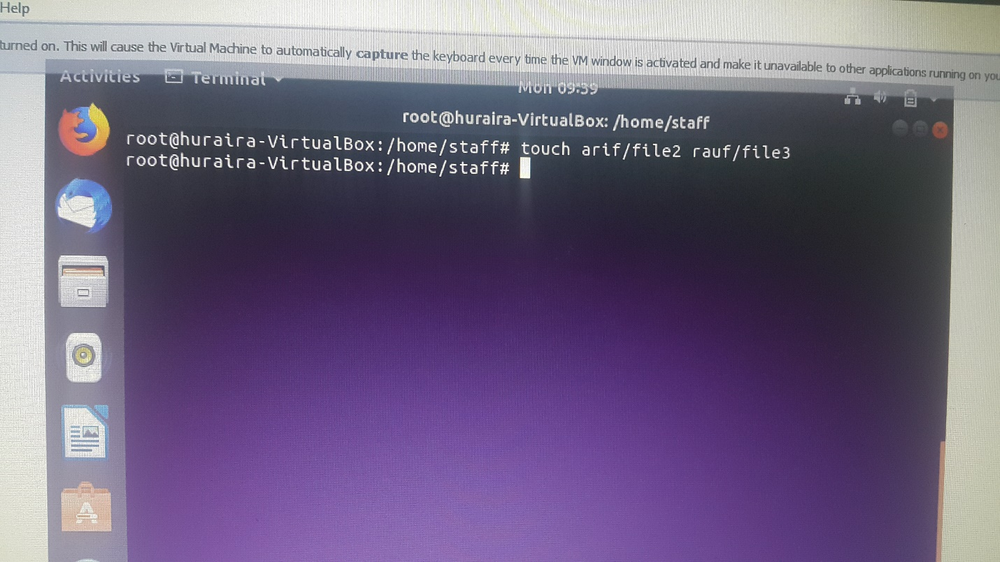 Help
turned on. This will cause the Virtual Machine to automatically capture the keyboard every time the VM window is activated and make it unavailable to other applications running on you
Activities Terminal Mon 09:39
root@huraira-VirtualBox: /home/staff
root@huraira-VirtualBox:/home/staff# touch arif/file2 rauf/file3
root@huraira-VirtualBox:/home/staff#